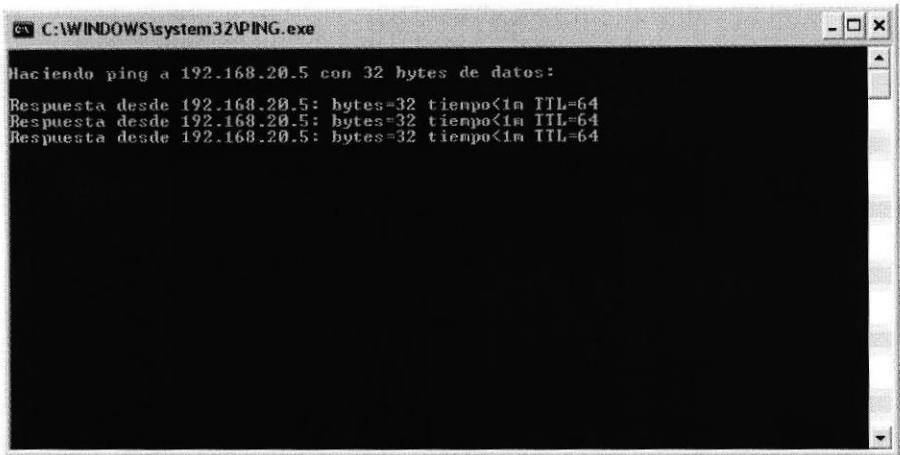 C:\WINDOWS\system32\PING.exe
Haciendo ping a 192.168.20.5 con 32 bytes de datos:
Respuesta desde 192.168.20.5: bytes=32 tiempo<1m TTL=64
Respuesta desde 192.168.20.5: bytes=32 tiempo<1m TTL=64
Respuesta desde 192.168.20.5: bytes=32 tiempo<1m TTL=64